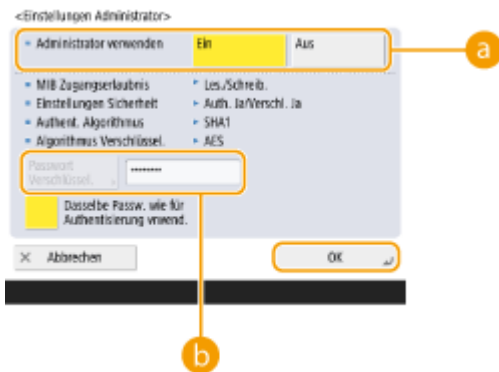 <Einstellungen Administrator>
Administrator verwenden Ein Aus
a
MIB Zugangserlaubnis Les./Schreib.
Einstellungen Sicherheit Auth. Ja/Verschl. Ja
Authent. Algorithmus SHA1
Algorithmus Verschlüssel. AES
Passwort
Verschlüssel. ********
Dasselbe Passw. wie für
Authentisierung vrwend.
× Abbrechen OK
b